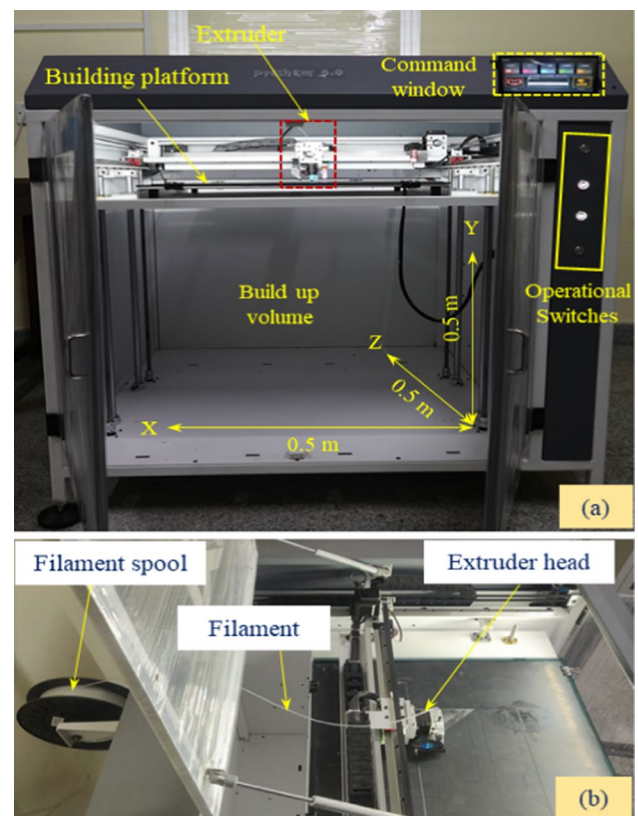 Extruder
Building platform
Command
window
Y
Build up
volume
Operational
Switches
0.5 m
Z
0.5 m
X
0.5 m
(a)
Filament spool
Extruder head
Filament
(b)